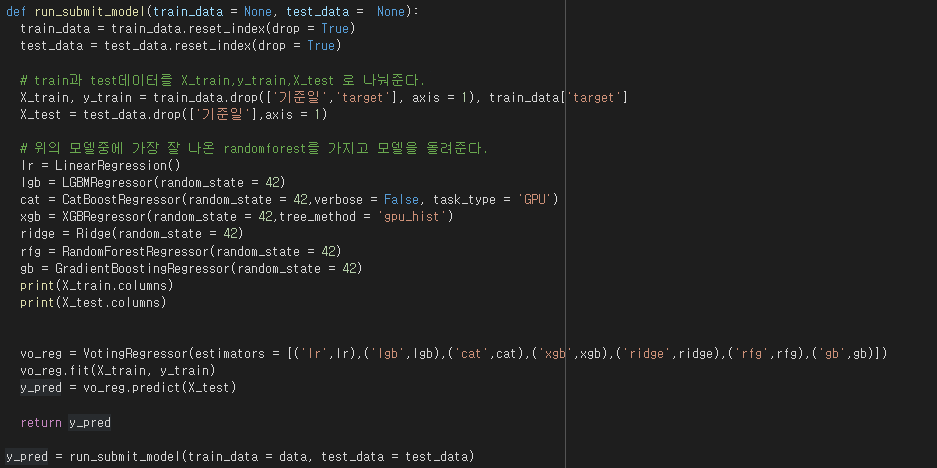 def run_submit_model(train_data = None, test_data =  None):
  train_data = train_data.reset_index(drop = True)
  test_data = test_data.reset_index(drop = True)

  # train과 test데이터를 X_train,y_train,X_test 로 나눠준다.
  X_train, y_train = train_data.drop(['기준일','target'], axis = 1), train_data['target']
  X_test = test_data.drop(['기준일'],axis = 1)

  # 위의 모델중에 가장 잘 나온 randomforest를 가지고 모델을 돌려준다.
  lr = LinearRegression()
  lgb = LGBMRegressor(random_state = 42)
  cat = CatBoostRegressor(random_state = 42,verbose = False, task_type = 'GPU')
  xgb = XGBRegressor(random_state = 42,tree_method = 'gpu_hist')
  ridge = Ridge(random_state = 42)
  rfg = RandomForestRegressor(random_state = 42)
  gb = GradientBoostingRegressor(random_state = 42)
  print(X_train.columns)
  print(X_test.columns)

  vo_reg = VotingRegressor(estimators = [('lr',lr),('lgb',lgb),('cat',cat),('xgb',xgb),('ridge',ridge),('rfg',rfg),('gb',gb)])
  vo_reg.fit(X_train, y_train)
  y_pred = vo_reg.predict(X_test)

  return y_pred

y_pred = run_submit_model(train_data = data, test_data = test_data)